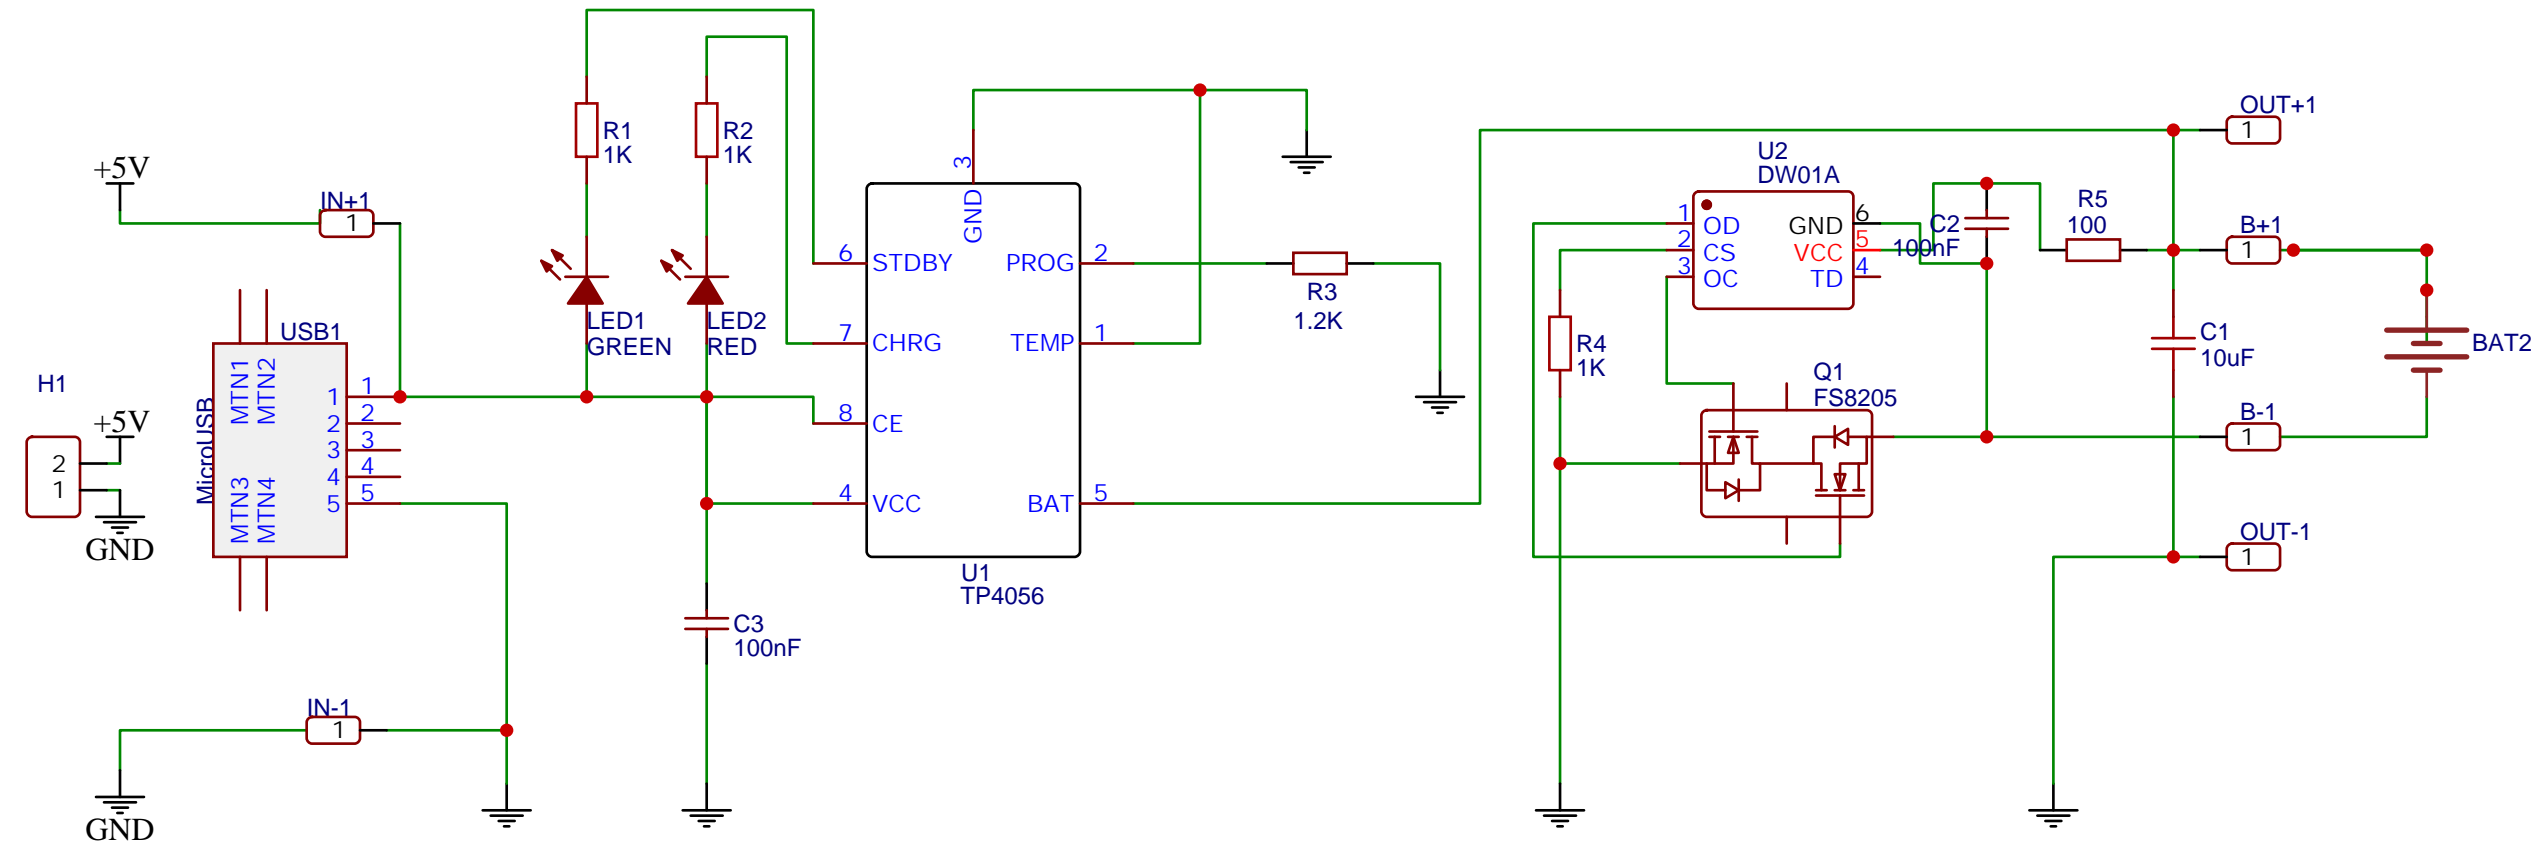 +5V
IN+1
1
USB1
MTN1
MTN2
MTN3
MTN4
MicroUSB
1
2
3
4
5
1
2
3
4
5
H1
2
1
+5V
GND
IN-1
1
GND
R1
1K
R2
1K
LED1
GREEN
LED2
RED
C3
100nF
3
GND
6
STDBY
7
CHRG
8
CE
4
VCC
PROG
2
TEMP
1
BAT
5
U1
TP4056
R3
1.2K
U2
DW01A
1
OD
2
CS
3
OC
GND
6
VCC
5
TD
4
C2
100nF
R5
100
R4
1K
Q1
FS8205
OUT+1
1
B+1
1
C1
10uF
BAT2
B-1
1
OUT-1
1